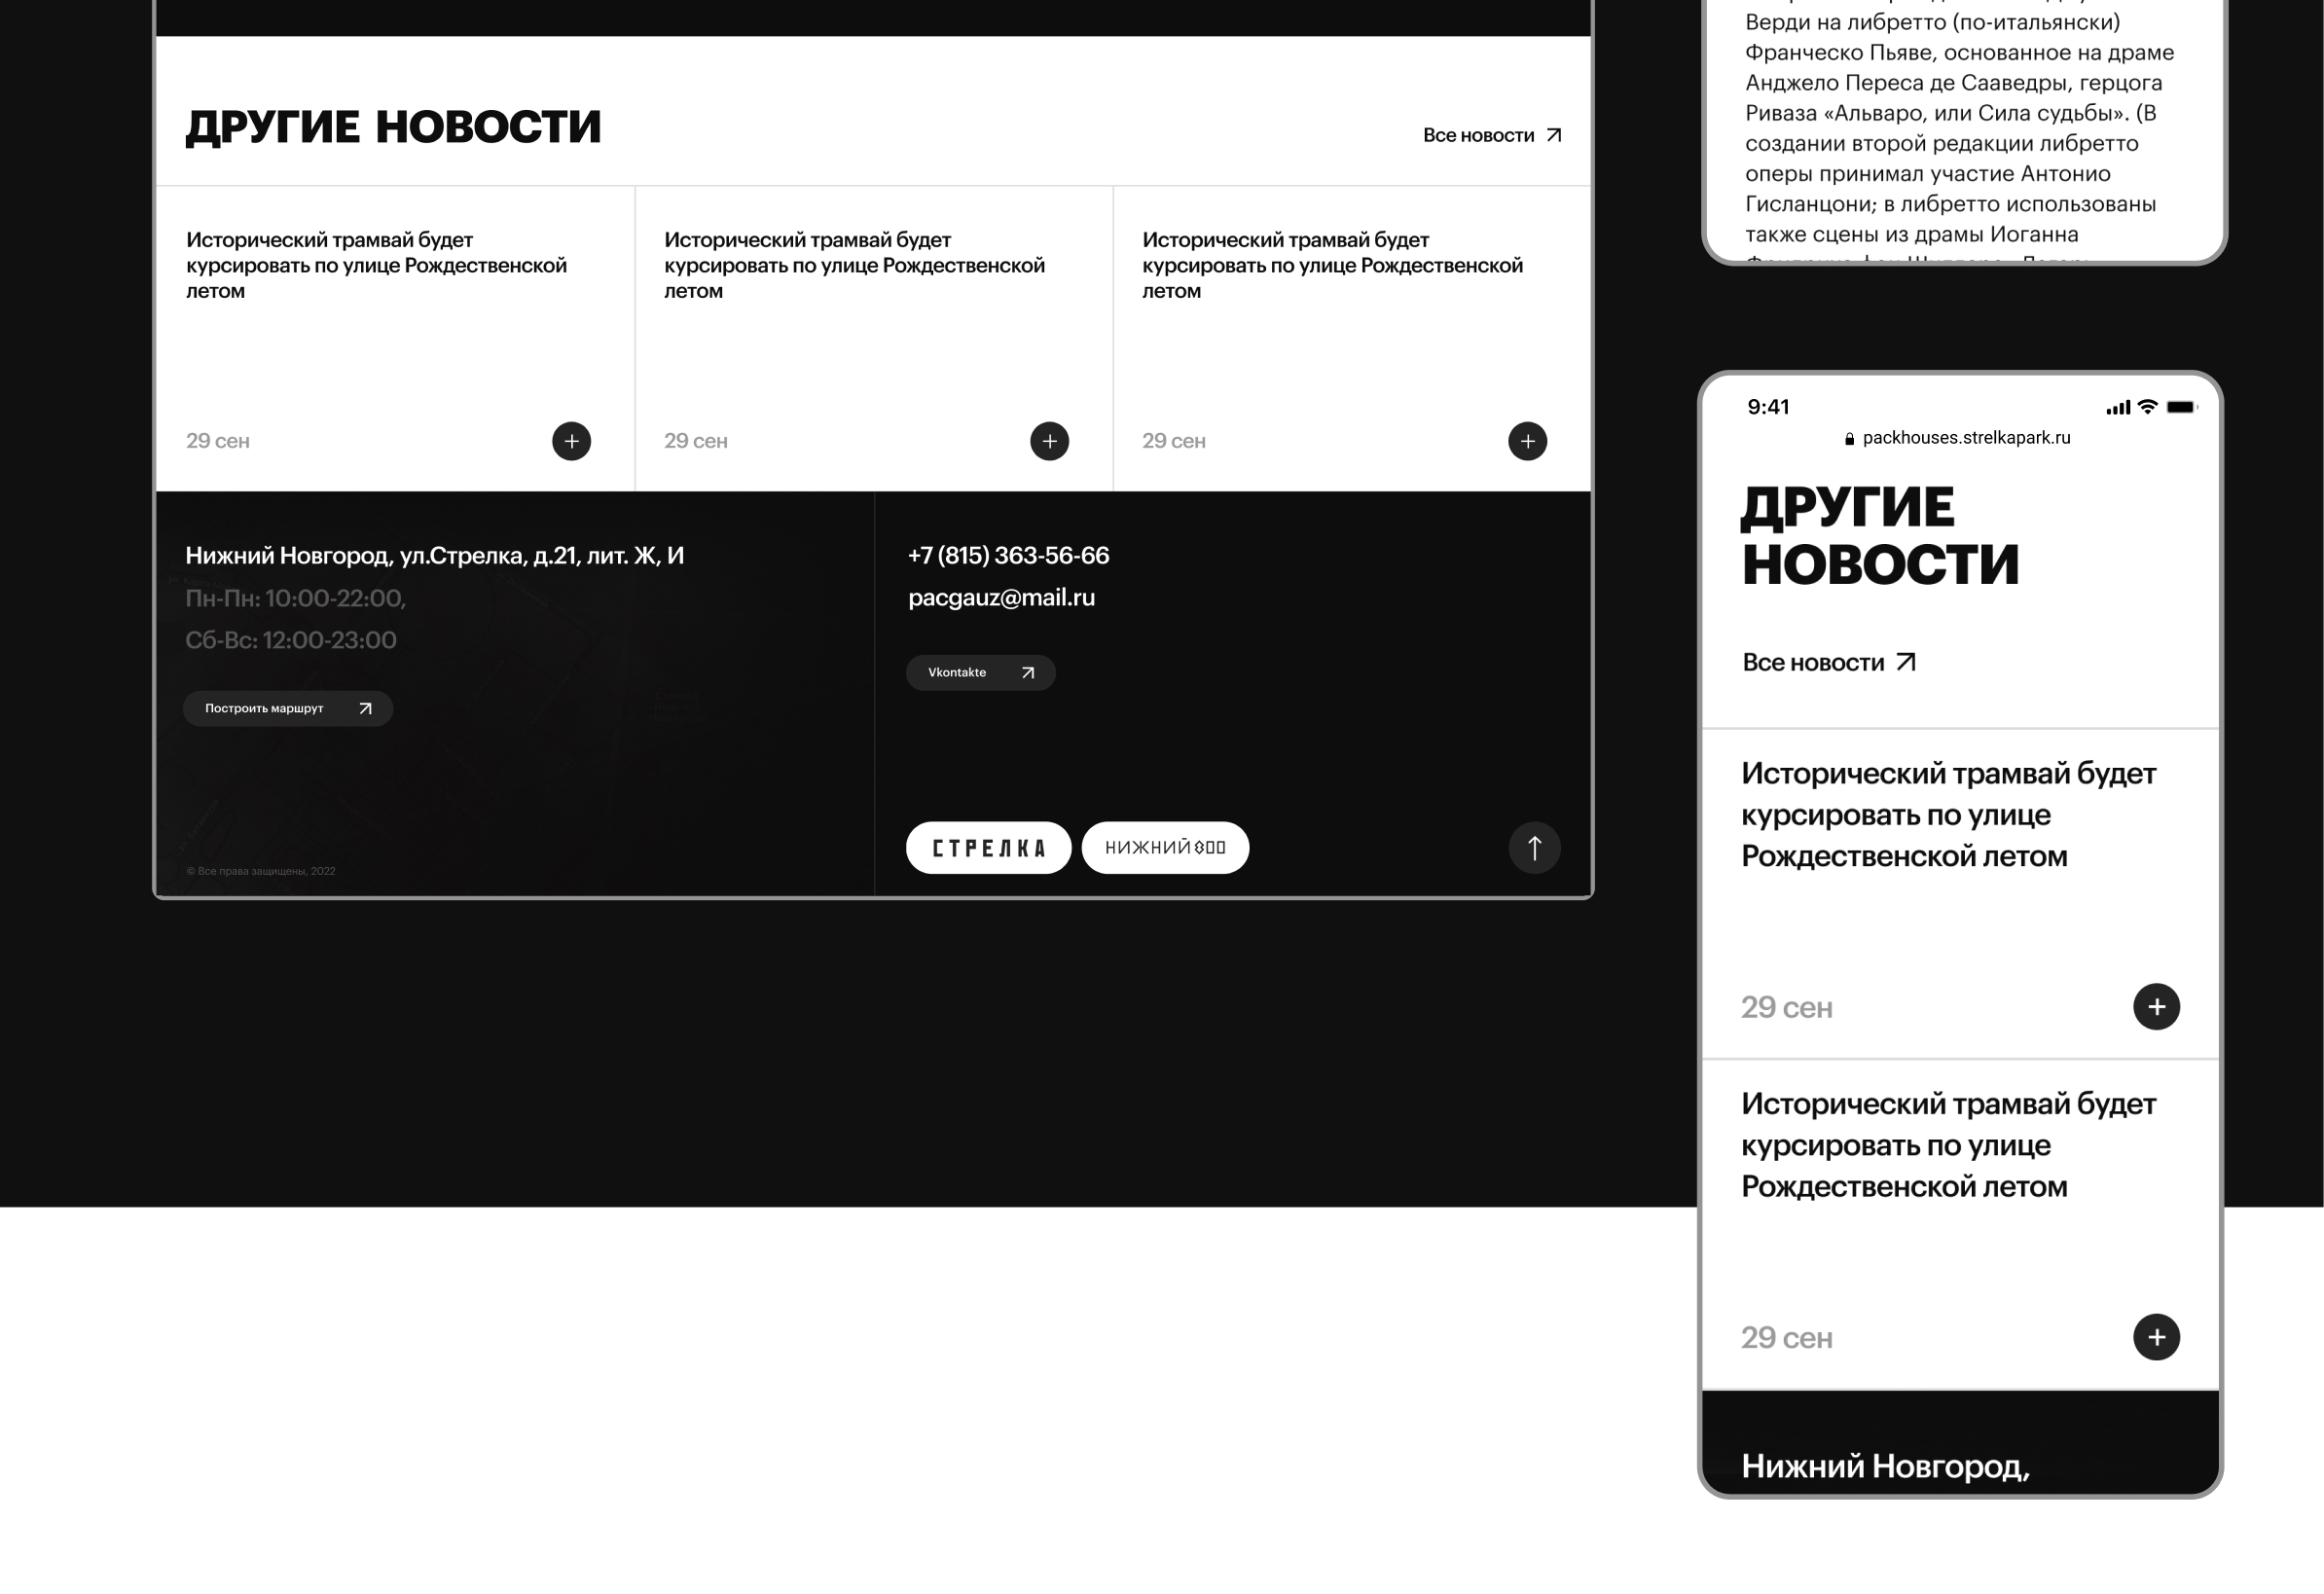 ДРУГИЕ НОВОСТИ
Все новости
Исторический трамвай будет
курсировать по улице Рождественской
летом
29 сен
Исторический трамвай будет
курсировать по улице Рождественской
летом
29 сен
Исторический трамвай будет
курсировать по улице Рождественской
летом
29 сен
Нижний Новгород, ул.Стрелка, д.21, лит. Ж, И
Пн-Пн: 10:00-22:00,
Сб-Вс: 12:00-23:00
Построить маршрут
© Все права защищены, 2022
+7 (815) 363-56-66
pacgauz@mail.ru
Vkontakte
СТРЕЛКА
НИЖНИЙ 800
Верди на либретто (по-итальянски)
Франческо Пьяве, основанное на драме
Анджело Переса де Сааведры, герцога
Риваза «Альваро, или Сила судьбы». (В
создании второй редакции либретто
оперы принимал участие Антонио
Гисланцони; в либретто использованы
также сцены из драмы Иоганна
9:41
packhouses.strelkapark.ru
ДРУГИЕ
НОВОСТИ
Все новости
Исторический трамвай будет
курсировать по улице
Рождественской летом
29 сен
Исторический трамвай будет
курсировать по улице
Рождественской летом
29 сен
Нижний Новгород,